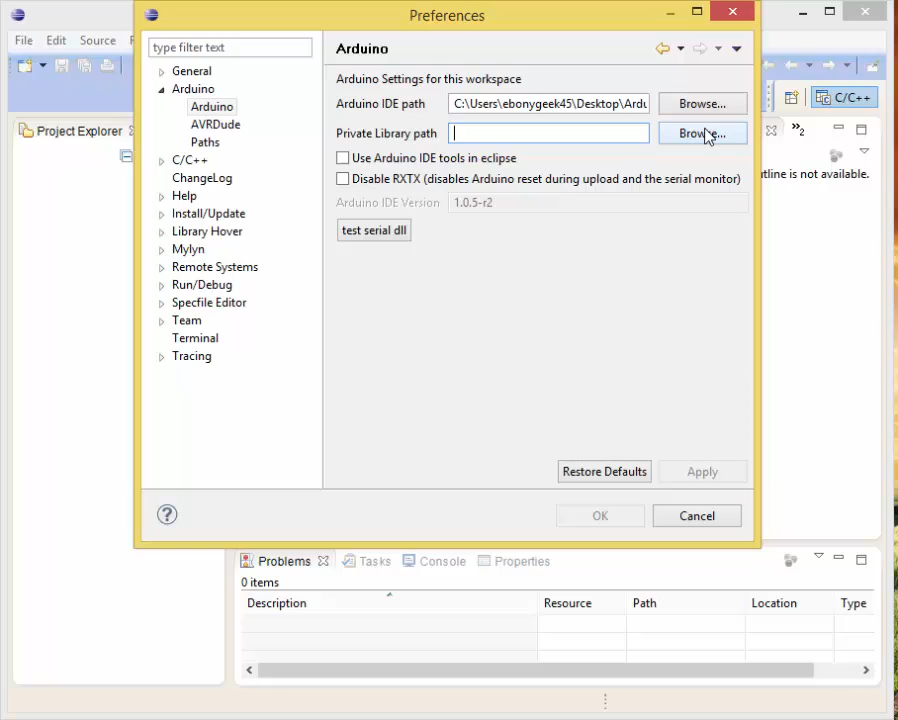 Preferences
File Edit Source
type filter text
Arduino
General
Arduino
Arduino
AVRDude
Paths
C/C++
ChangeLog
Help
Install/Update
Library Hover
Mylyn
Remote Systems
Run/Debug
Specfile Editor
Team
Terminal
Tracing
Arduino Settings for this workspace
Arduino IDE path C:\Users\ebonygeek45\Desktop\Ardu Browse...
Private Library path
Use Arduino IDE tools in eclipse
Disable RXTX (disables Arduino reset during upload and the serial monitor)
Arduino IDE Version 1.0.5-r2
test serial dll
Restore Defaults Apply
OK Cancel
C/C++
Project Explorer
»2
tline is not available.
Problems Tasks Console Properties
0 items
Description Resource Path Location Type